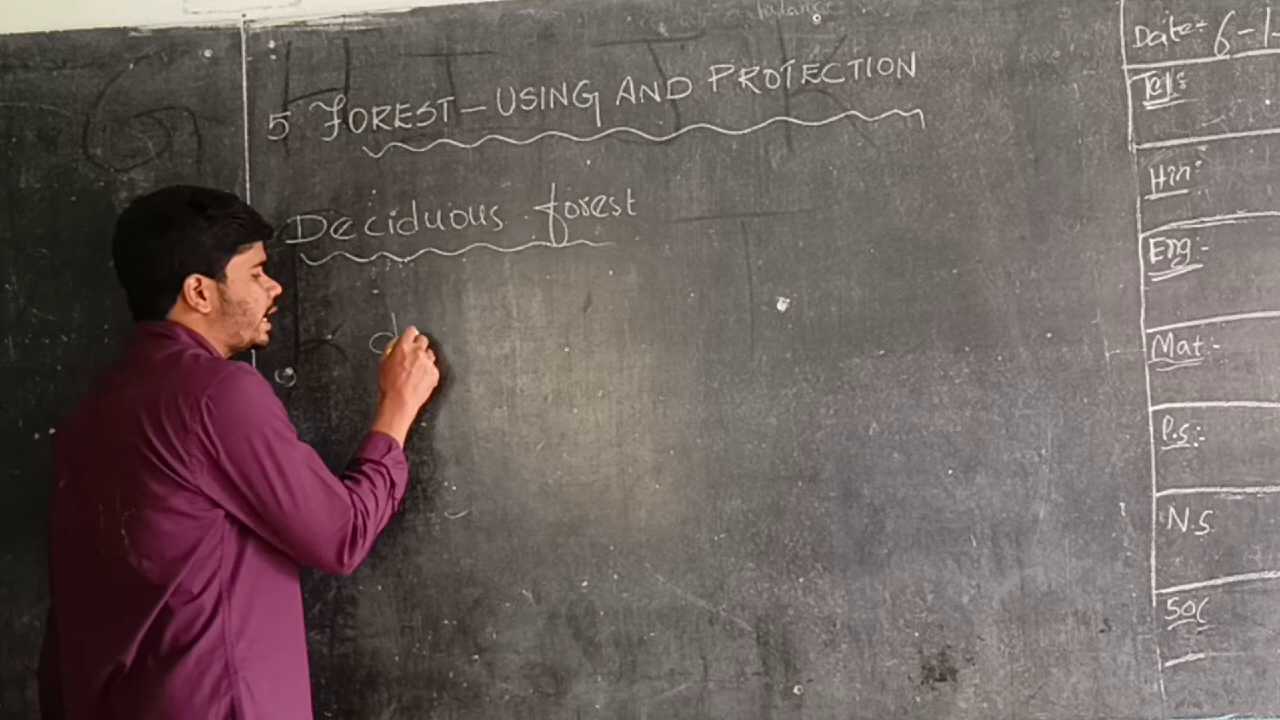 5 FOREST - USING AND PROTECTION
Deciduous forest
d
Date:- 6-1-
Tel:
Hin:
Eng:-
Mat:-
P.S:-
N.S
SOC